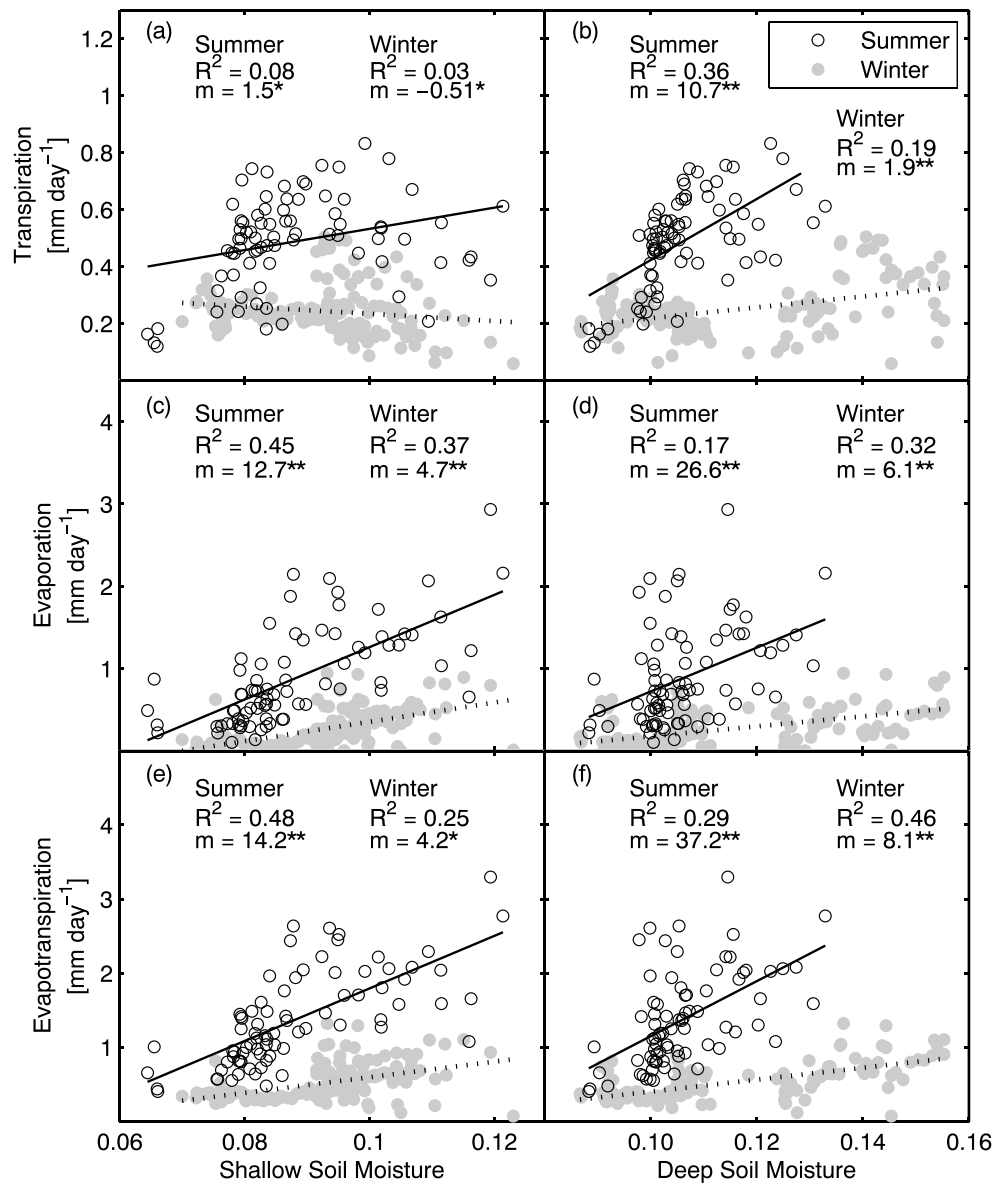 (a)
Summer
R2 = 0.08
m = 1.5*
Winter
R2 = 0.03
m = −0.51*
(b)
Summer
R2 = 0.36
m = 10.7**
Winter
R2 = 0.19
m = 1.9**
Summer
Winter
1.2
1
0.8
0.6
0.4
0.2
Transpiration
[mm day−1]
(c)
Summer
R2 = 0.45
m = 12.7**
Winter
R2 = 0.37
m = 4.7**
(d)
Summer
R2 = 0.17
m = 26.6**
Winter
R2 = 0.32
m = 6.1**
4
3
2
1
Evaporation
[mm day−1]
(e)
Summer
R2 = 0.48
m = 14.2**
Winter
R2 = 0.25
m = 4.2*
(f)
Summer
R2 = 0.29
m = 37.2**
Winter
R2 = 0.46
m = 8.1**
4
3
2
1
Evapotranspiration
[mm day−1]
0.06 0.08 0.1 0.12
Shallow Soil Moisture
0.10 0.12 0.14 0.16
Deep Soil Moisture